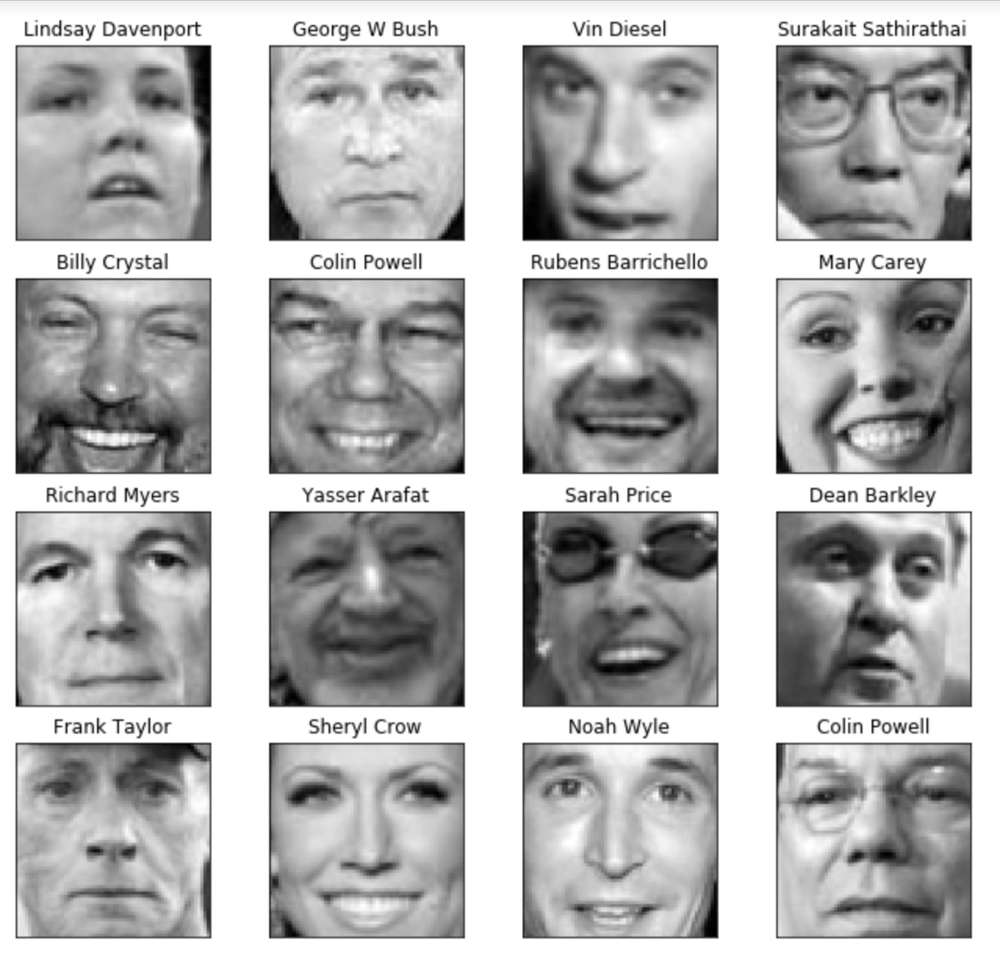 Lindsay Davenport
George W Bush
Vin Diesel
Surakait Sathirathai
Billy Crystal
Colin Powell
Rubens Barrichello
Mary Carey
Richard Myers
Yasser Arafat
Sarah Price
Dean Barkley
Frank Taylor
Sheryl Crow
Noah Wyle
Colin Powell